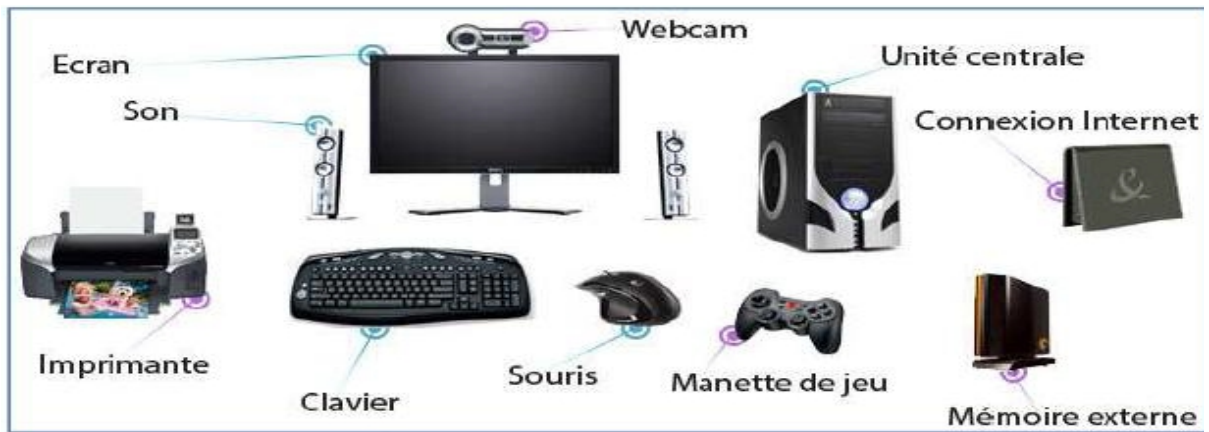 Webcam
Ecran
Unité centrale
Son
Connexion Internet
Imprimante
Clavier
Souris
Manette de jeu
Mémoire externe